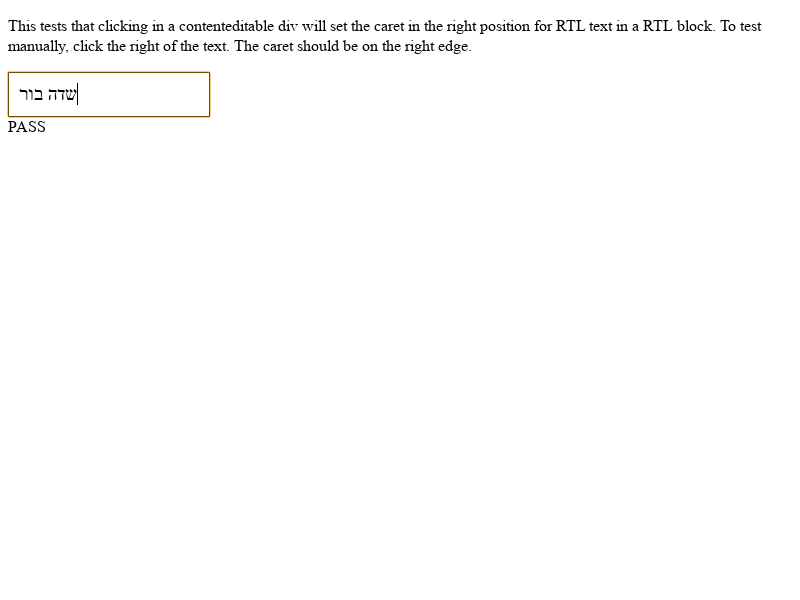 This tests that clicking in a contenteditable div will set the caret in the right position for RTL text in a RTL block. To test
manually, click the right of the text. The caret should be on the right edge.
שדה בור
PASS